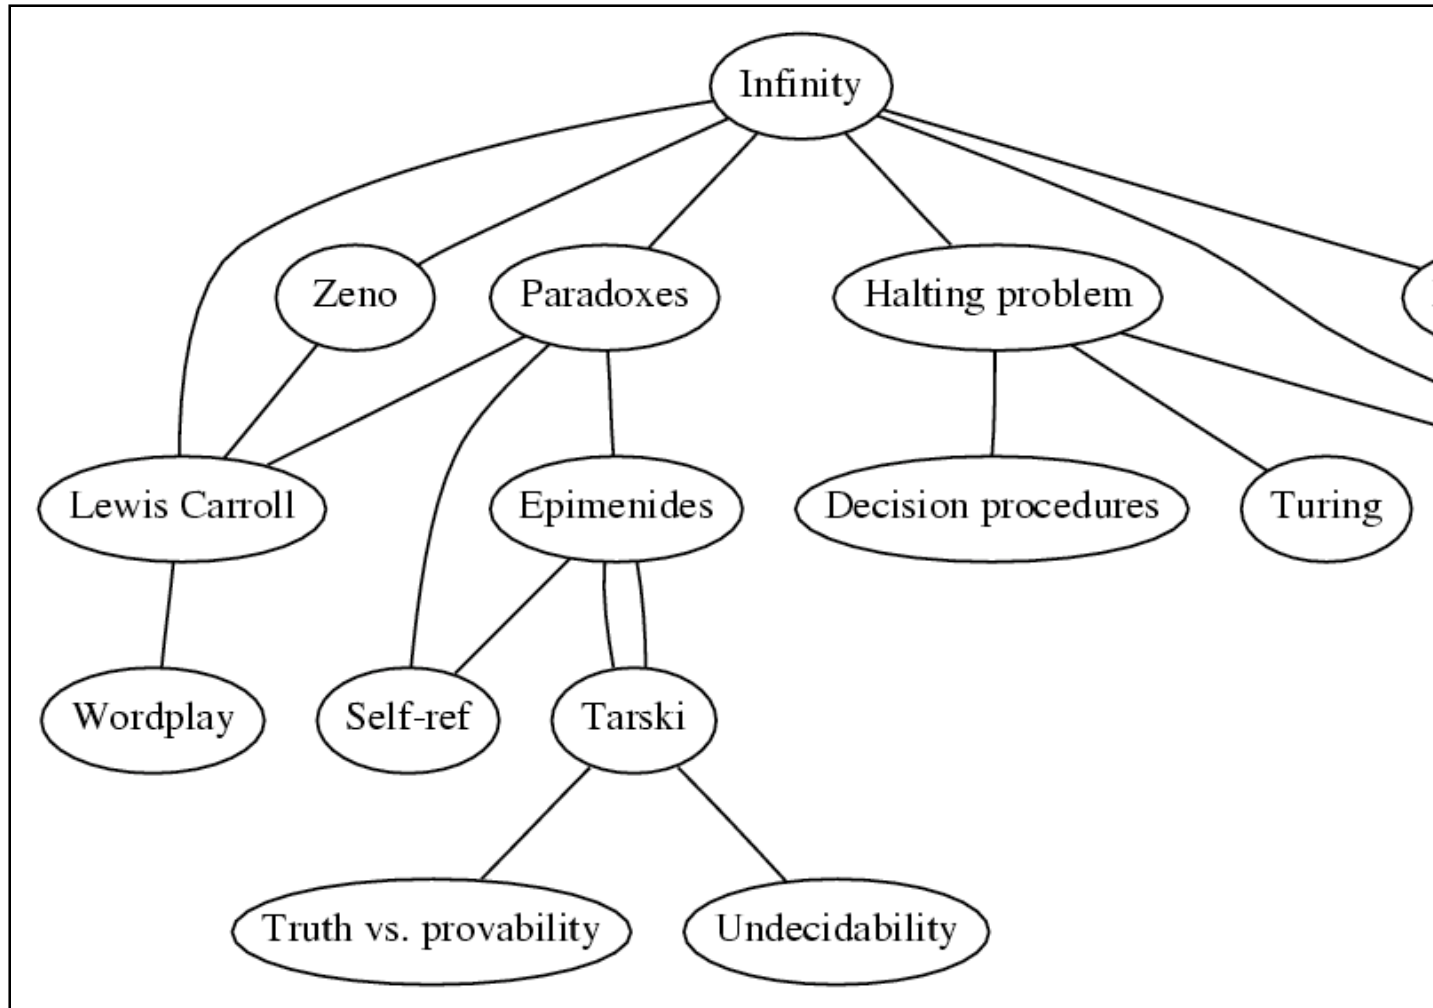 Infinity
Zeno
Paradoxes
Halting problem
Lewis Carroll
Epimenides
Decision procedures
Turing
Wordplay
Self-ref
Tarski
Truth vs. provability
Undecidability